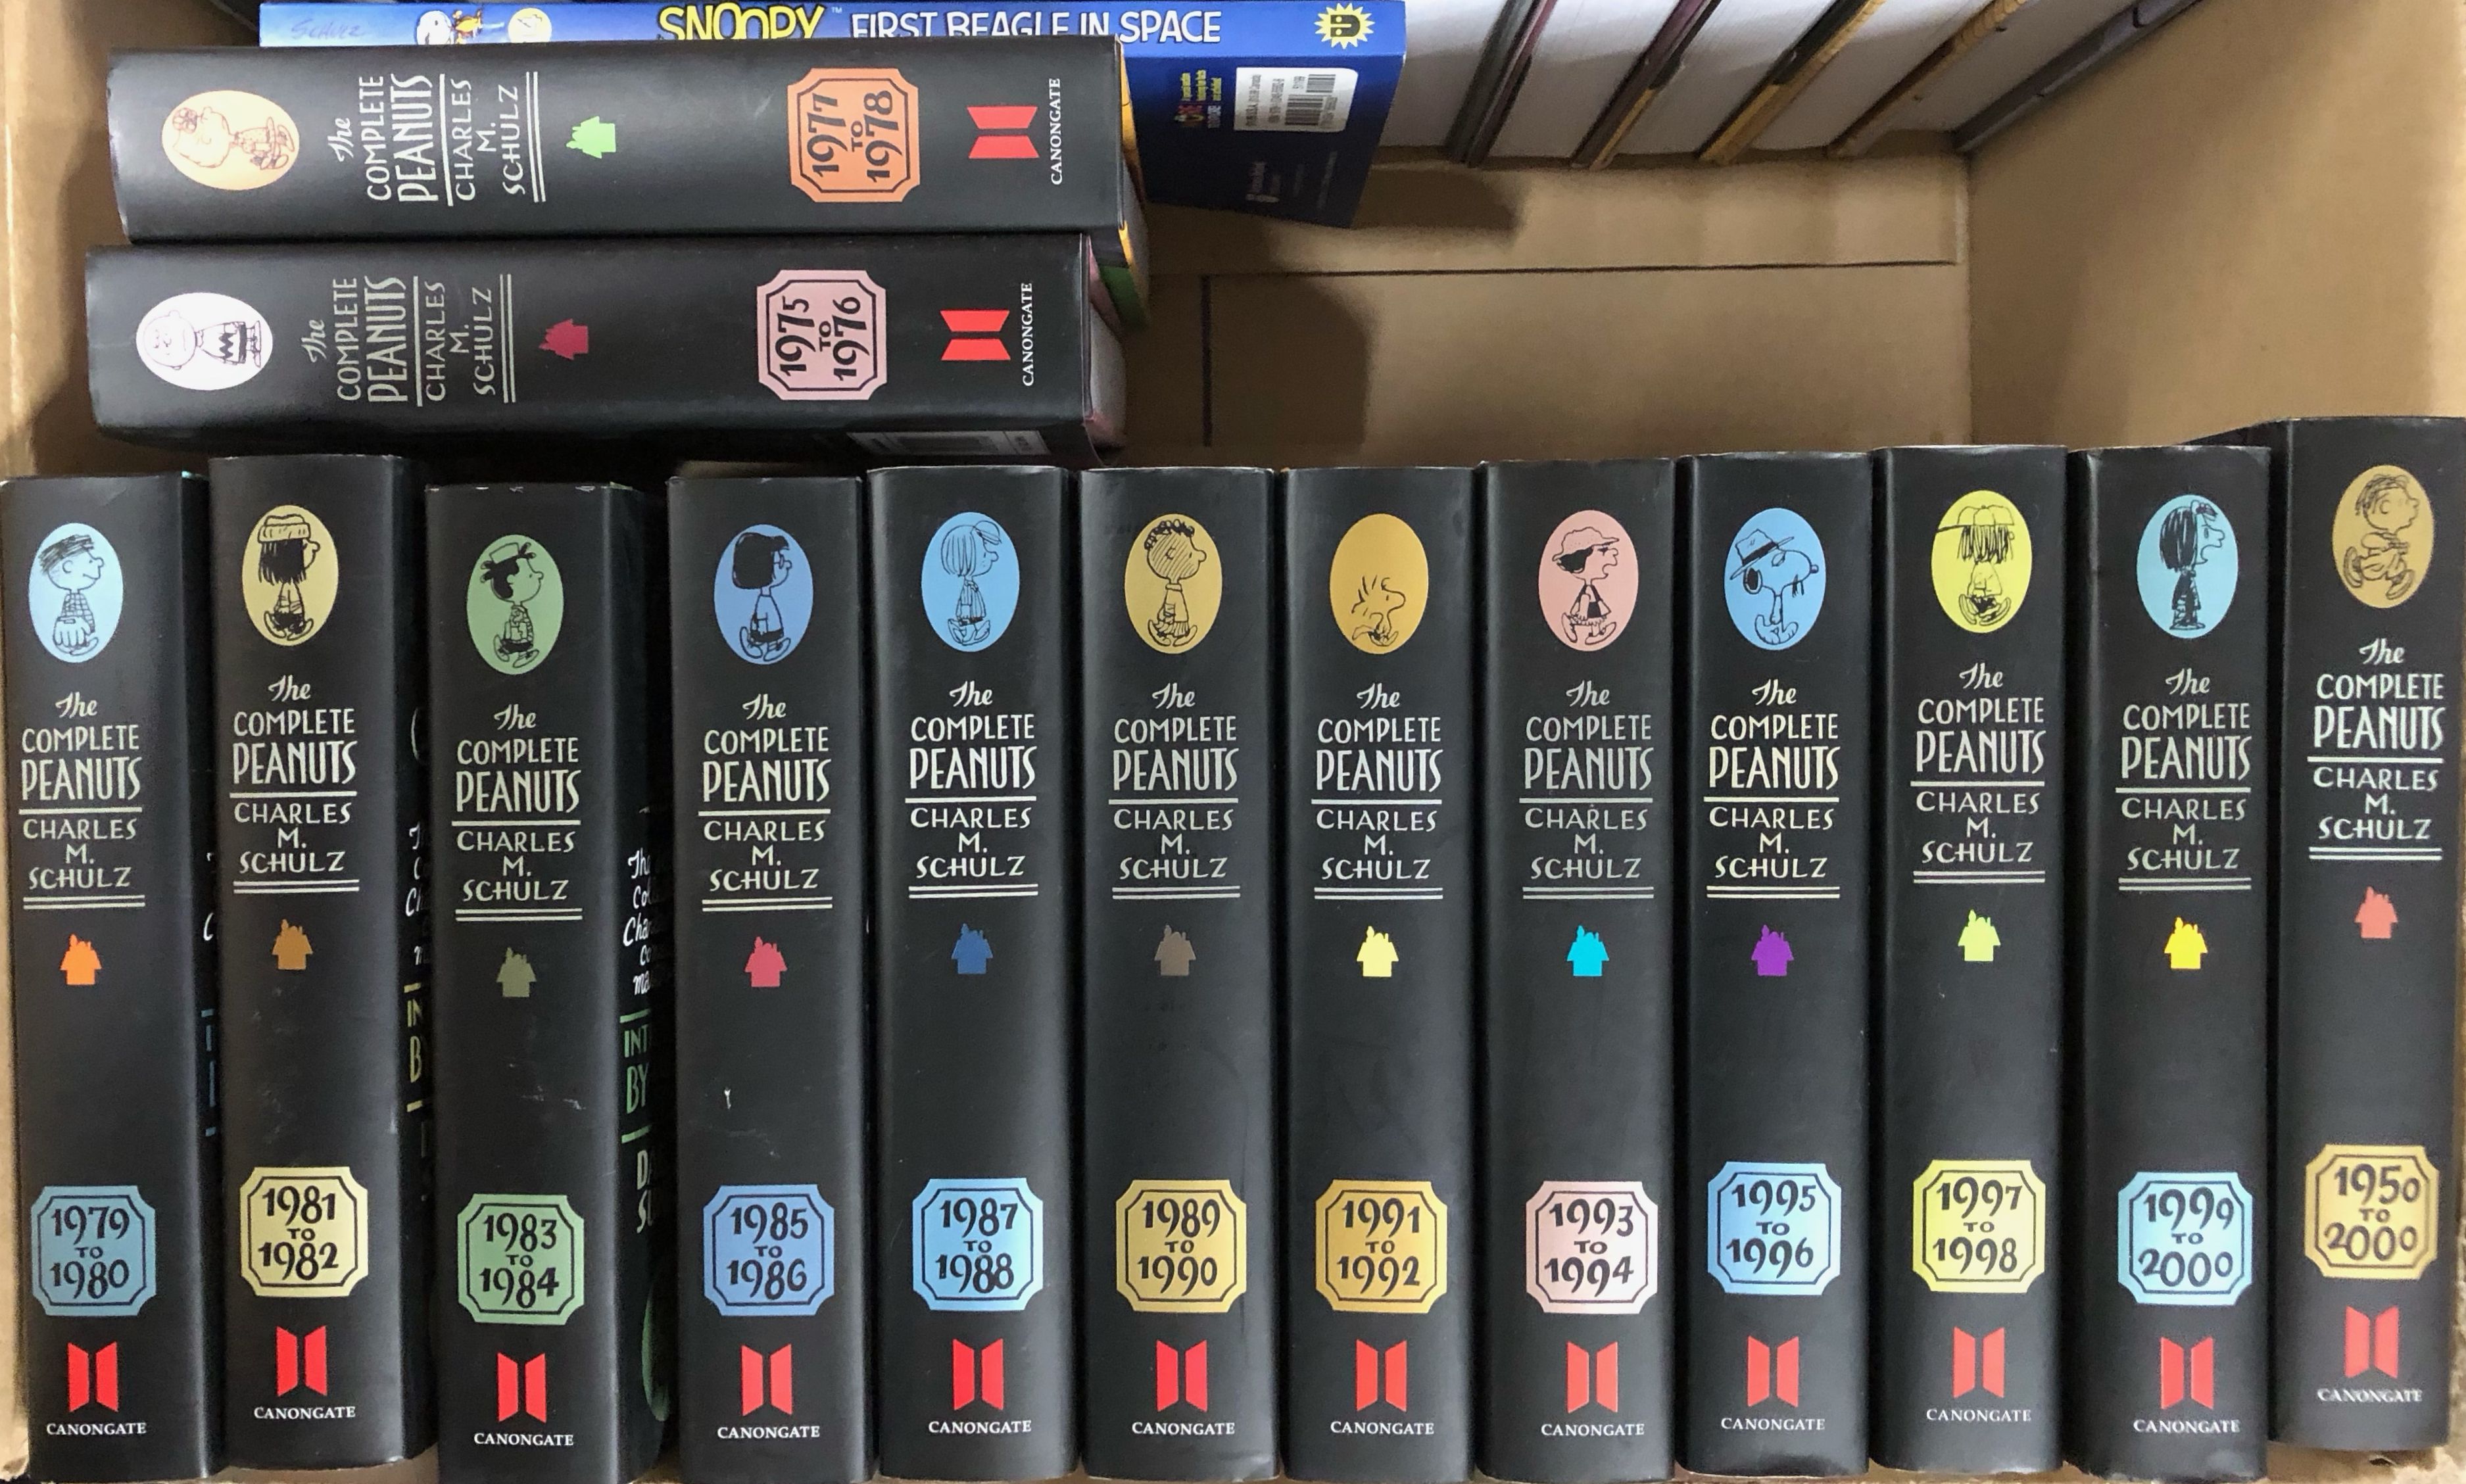 Schulz
SNOOPY™ FIRST BEAGLE IN SPACE
The
COMPLETE
PEANUTS
CHARLES
M.
SCHULZ
1977
TO
1978
CANONGATE
The
COMPLETE
PEANUTS
CHARLES
M.
SCHULZ
1975
TO
1976
CANONGATE
The
COMPLETE
PEANUTS
CHARLES
M.
SCHULZ
1979
TO
1980
CANONGATE
The
COMPLETE
PEANUTS
CHARLES
M.
SCHULZ
1981
TO
1982
CANONGATE
The
COMPLETE
PEANUTS
CHARLES
M.
SCHULZ
1983
TO
1984
CANONGATE
BY
The
COMPLETE
PEANUTS
CHARLES
M.
SCHULZ
1985
TO
1986
CANONGATE
The
COMPLETE
PEANUTS
CHARLES
M.
SCHULZ
1987
TO
1988
CANONGATE
The
COMPLETE
PEANUTS
CHARLES
M.
SCHULZ
1989
TO
1990
CANONGATE
The
COMPLETE
PEANUTS
CHARLES
M.
SCHULZ
1991
TO
1992
CANONGATE
The
COMPLETE
PEANUTS
CHARLES
M.
SCHULZ
1993
TO
1994
CANONGATE
The
COMPLETE
PEANUTS
CHARLES
M.
SCHULZ
1995
TO
1996
CANONGATE
The
COMPLETE
PEANUTS
CHARLES
M.
SCHULZ
1997
TO
1998
CANONGATE
The
COMPLETE
PEANUTS
CHARLES
M.
SCHULZ
1999
TO
2000
CANONGATE
The
COMPLETE
PEANUTS
CHARLES
M.
SCHULZ
1950
TO
2000
CANONGATE